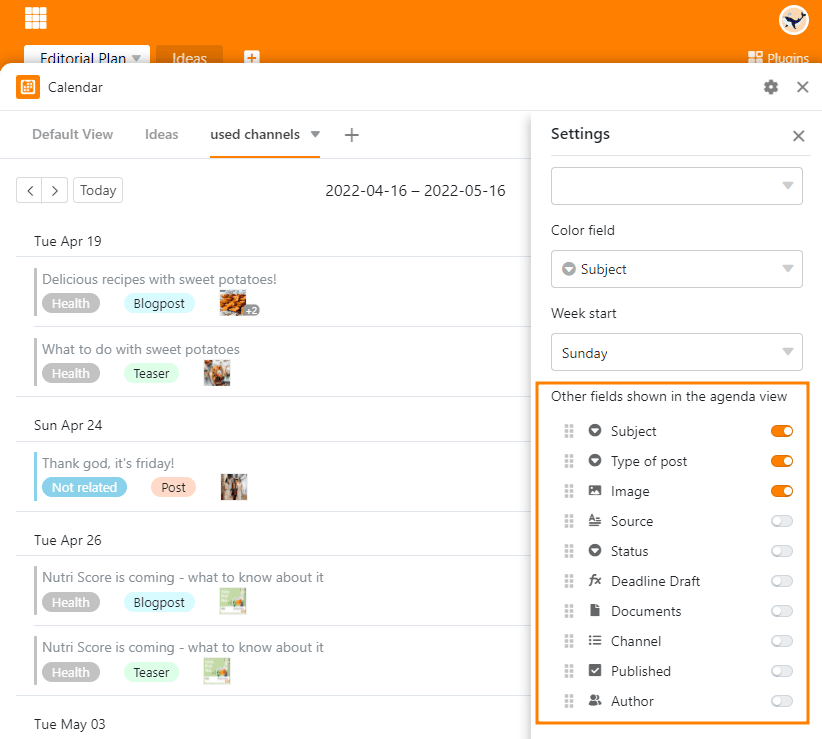 Editorial Plan
Ideas
Plugins
Calendar
Default View
Ideas
used channels
2022-04-16 – 2022-05-16
Today
Tue Apr 19
Delicious recipes with sweet potatoes!
Health
Blogpost
+2
What to do with sweet potatoes
Health
Teaser
Sun Apr 24
Thank god, it's friday!
Not related
Post
Tue Apr 26
Nutri Score is coming - what to know about it
Health
Blogpost
Nutri Score is coming - what to know about it
Health
Teaser
Tue May 03
Settings
Color field
Subject
Week start
Sunday
Other fields shown in the agenda view
Subject
Type of post
Image
Source
Status
Deadline Draft
Documents
Channel
Published
Author